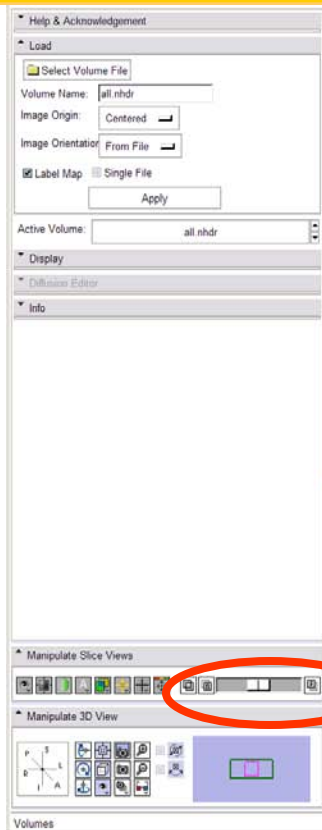 Help & Acknowledgement
Load
Select Volume File
Volume Name: all.nhdr
Image Origin: Centered
Image Orientation From File
Label Map Single File
Apply
Active Volume: all.nhdr
Display
Diffusion Editor
Info
Manipulate Slice Views
Manipulate 3D View
P S
R L
I A
Volumes